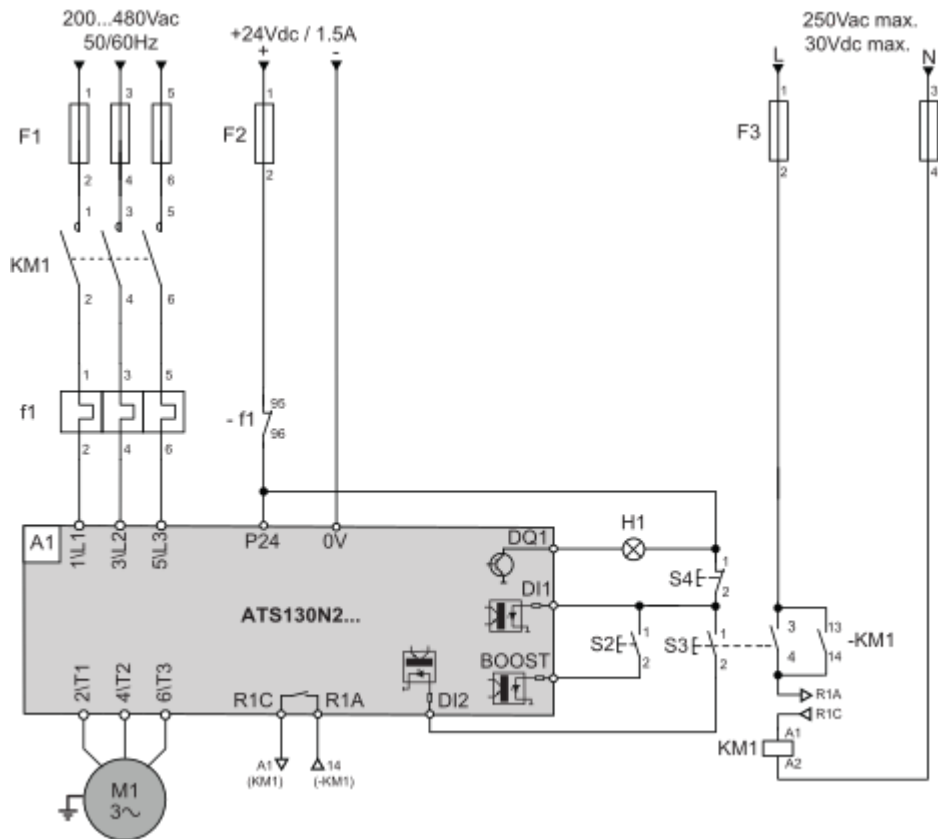 200...480Vac
50/60Hz
+24Vdc / 1.5A
+ -
250Vac max.
30Vdc max.
L N
1 3 5
1
1
3
F1
F2
F3
2 4 6
2
2
4
1 3 5
KM1
2 4 6
1 3 5
f1
2 4 6
- f1
95
96
A1
1\L1
3\L2
5\L3
P24
0V
DQ1
H1
S4
1
2
DI1
ATS130N2...
S2
1
2
S3
1
2
3
4
13
14
-KM1
BOOST
DI2
2\T1
4\T2
6\T3
R1C
R1A
R1A
R1C
KM1
A1
A2
A1
(KM1)
14
(-KM1)
M1
3~